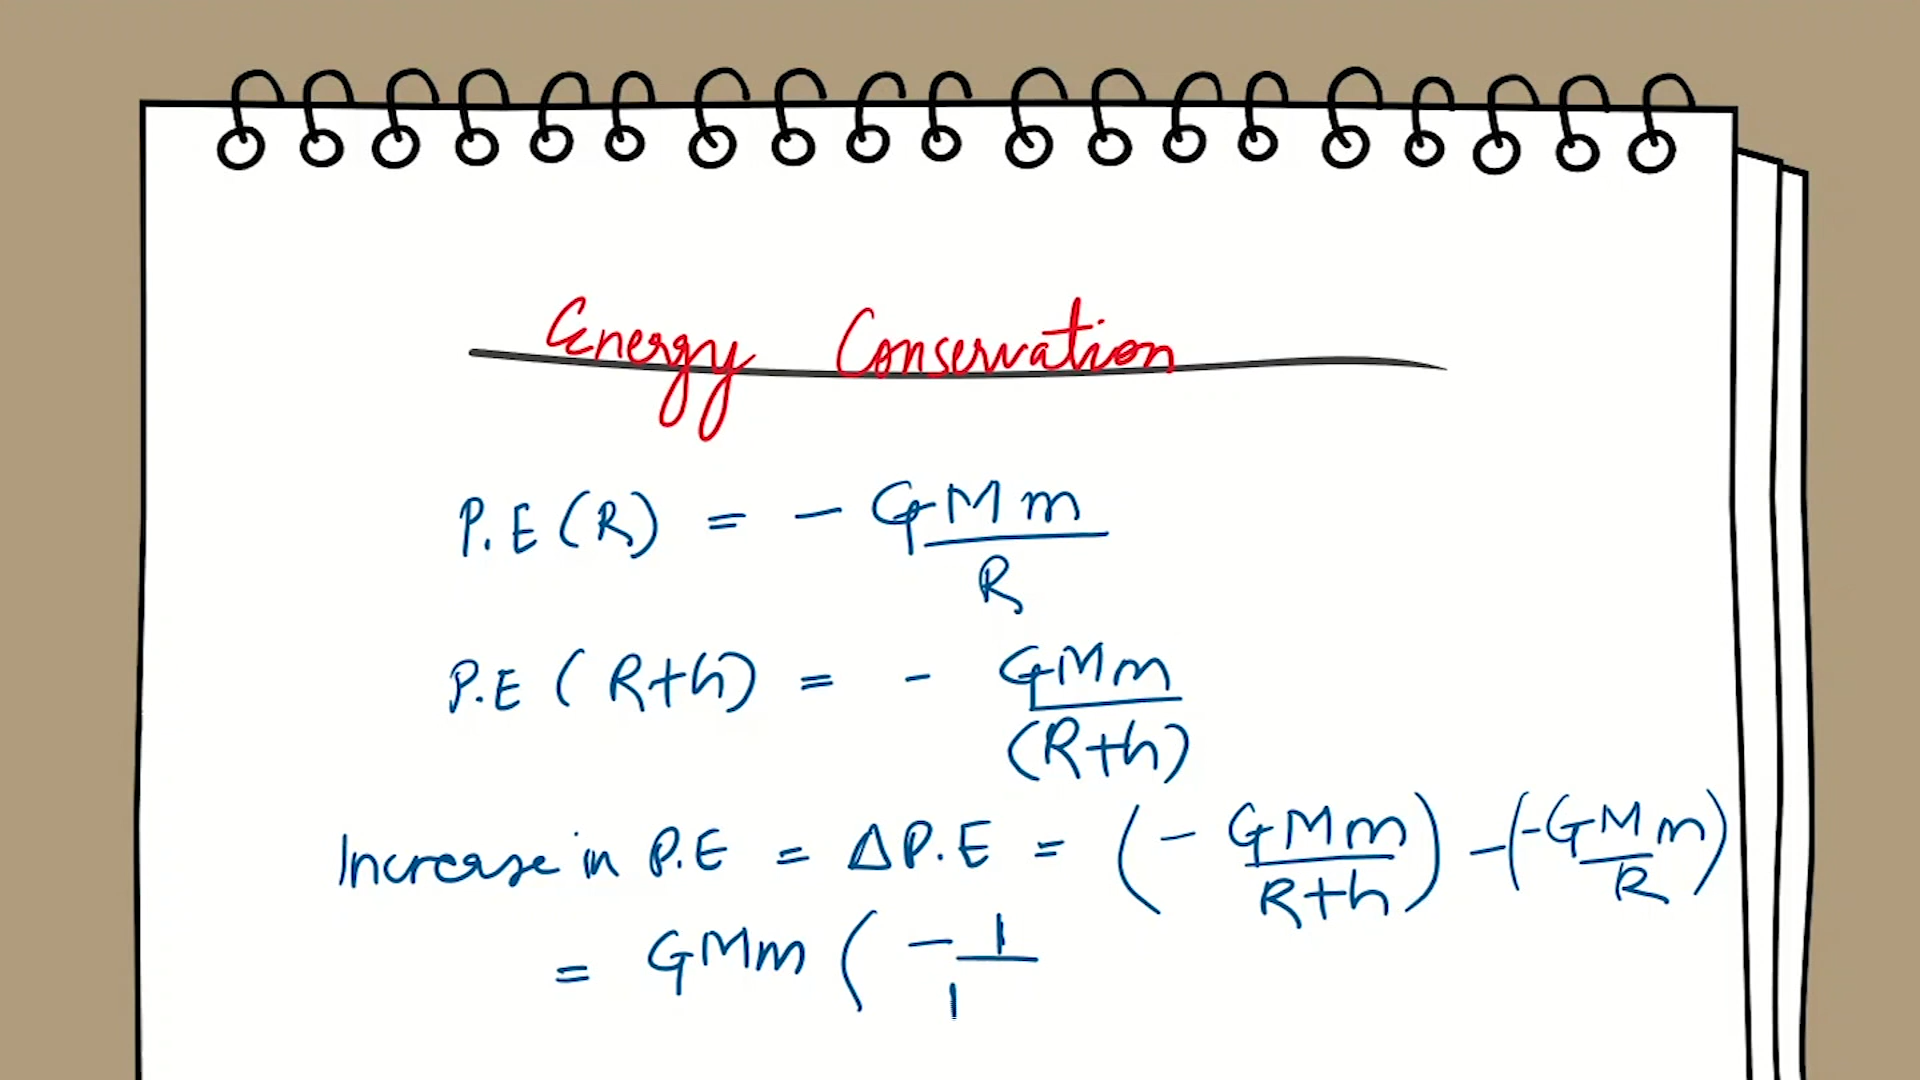 Energy Conservation
P.E (R) = - GMm / R
P.E (R+h) = - GMm / (R+h)
Increase in P.E = ΔP.E = (- GMm / R+h) - (- GMm / R)
= GMm ( - 1 /